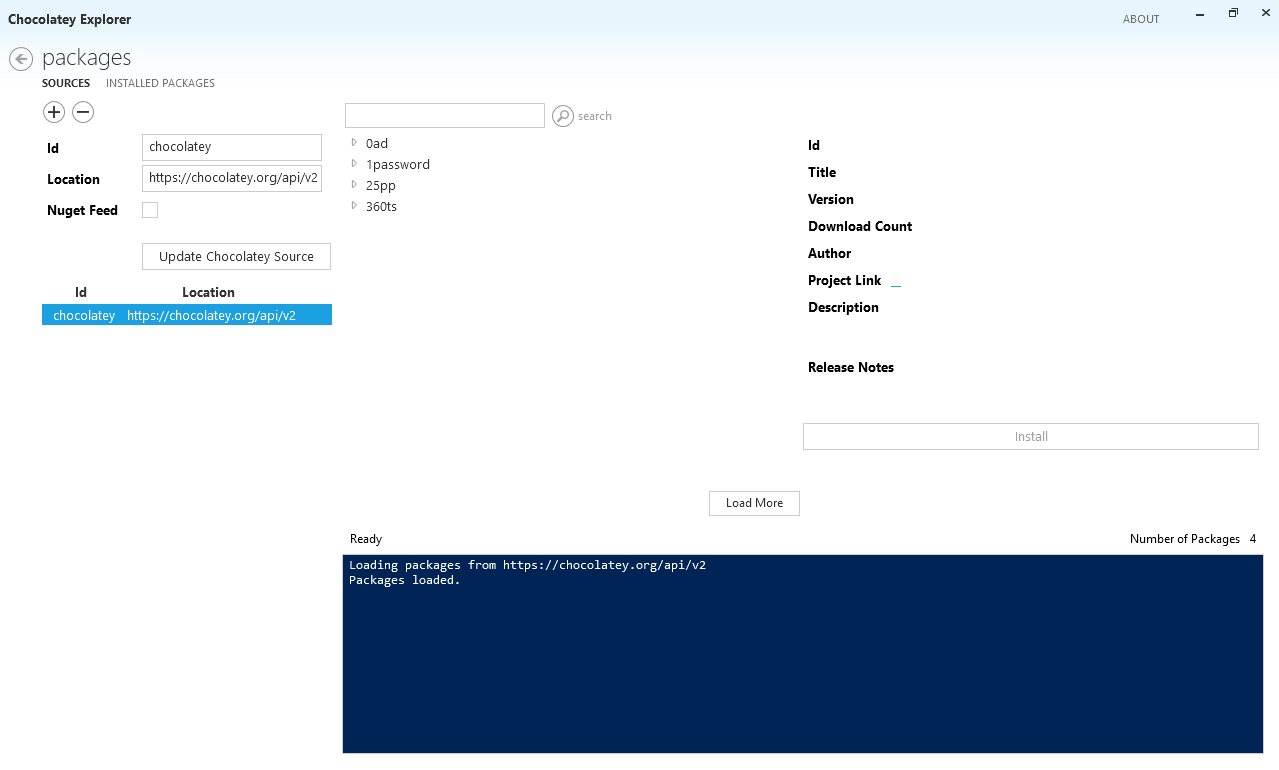 Chocolatey Explorer
ABOUT
packages
SOURCES INSTALLED PACKAGES
search
Id chocolatey
Location https://chocolatey.org/api/v2
Nuget Feed
Update Chocolatey Source
Id Location
chocolatey https://chocolatey.org/api/v2
0ad
1password
25pp
360ts
Id
Title
Version
Download Count
Author
Project Link
Description
Release Notes
Install
Load More
Ready
Number of Packages 4
Loading packages from https://chocolatey.org/api/v2
Packages loaded.